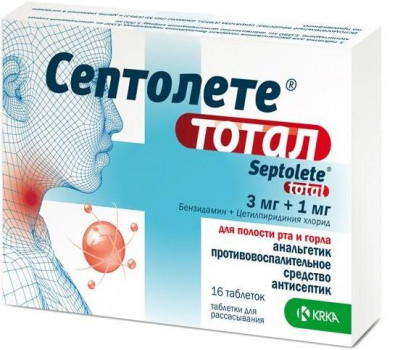 Септолете®
тотал
Septolete®
total
3 мг + 1 мг
Бензидамин + Цетилпиридиния хлорид
для полости рта и горла
анальгетик
противовоспалительное
средство
антисептик
16 таблеток
таблетки для
рассасывания
KRKA